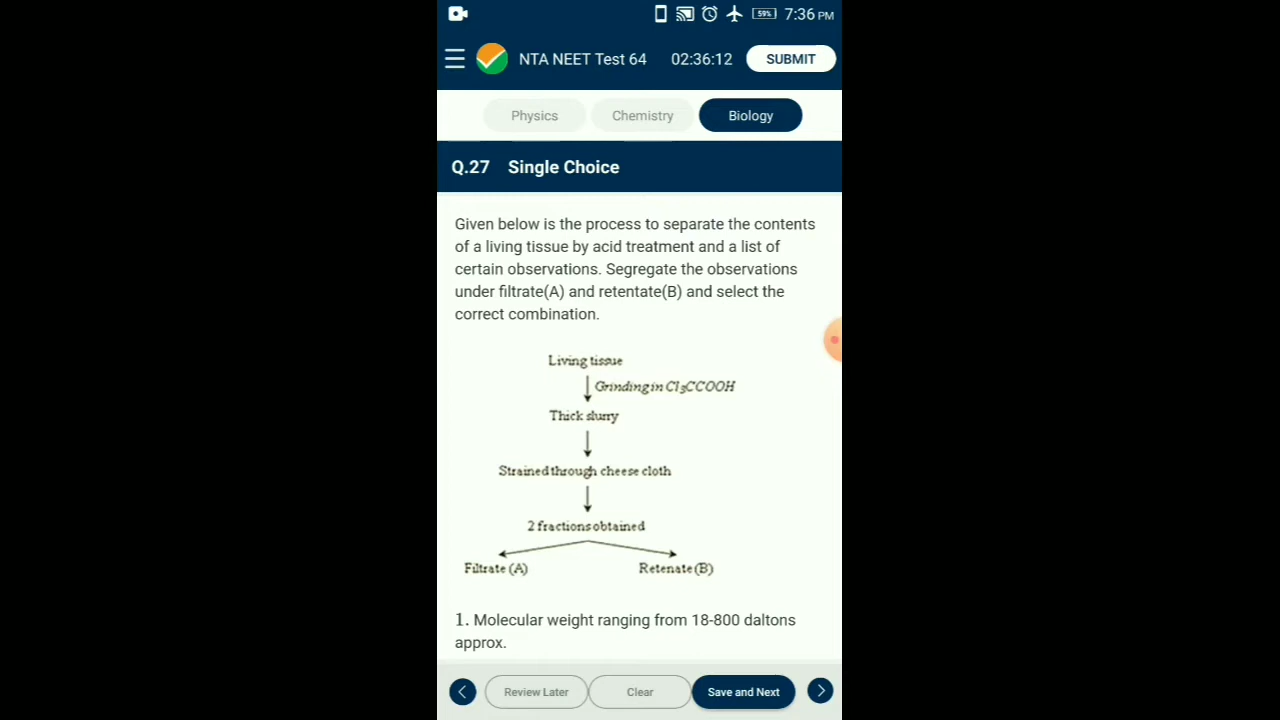 59% 7:36 PM
NTA NEET Test 64 02:36:12 SUBMIT
Physics Chemistry Biology
Q.27 Single Choice
Given below is the process to separate the contents
of a living tissue by acid treatment and a list of
certain observations. Segregate the observations
under filtrate(A) and retentate(B) and select the
correct combination.
Living tissue
Grinding in Cl₃CCOOH
Thick slurry
Strained through cheese cloth
2 fractions obtained
Filtrate (A) Retenate (B)
1. Molecular weight ranging from 18-800 daltons
approx.
Review Later Clear Save and Next